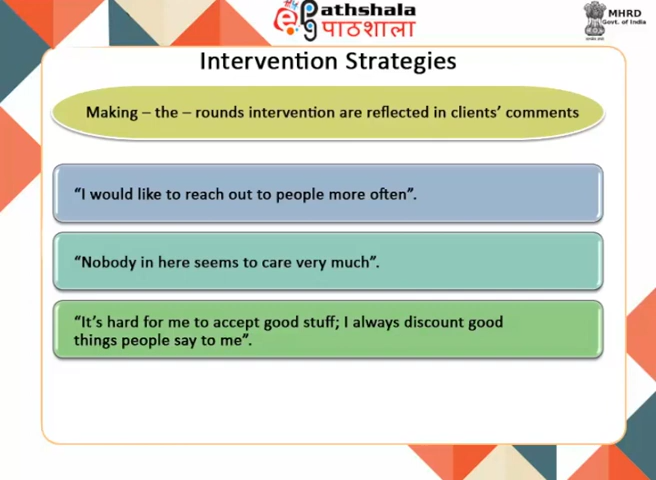 My
ePathshala
पाठशाला
MHRD
Govt. of India
Intervention Strategies
Making – the – rounds intervention are reflected in clients' comments
“I would like to reach out to people more often”.
“Nobody in here seems to care very much”.
“It's hard for me to accept good stuff; I always discount good
things people say to me”.